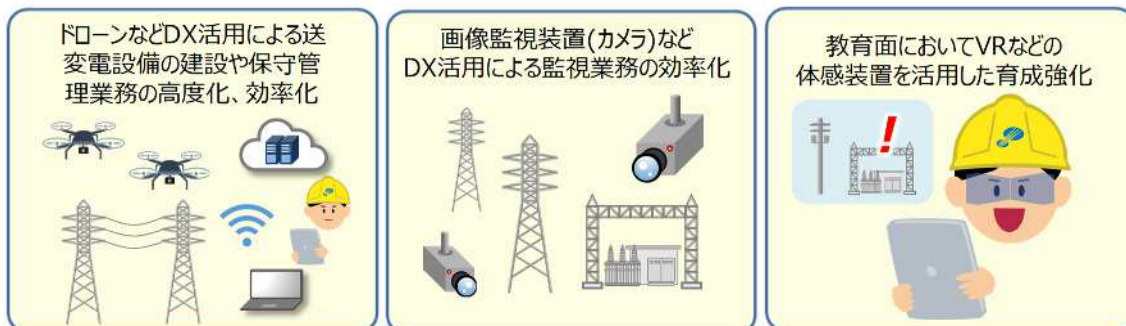 ドローンなどDX活用による送
変電設備の建設や保守管
理業務の高度化、効率化
画像監視装置(カメラ)など
DX活用による監視業務の効率化
教育面においてVRなどの
体感装置を活用した育成強化
!